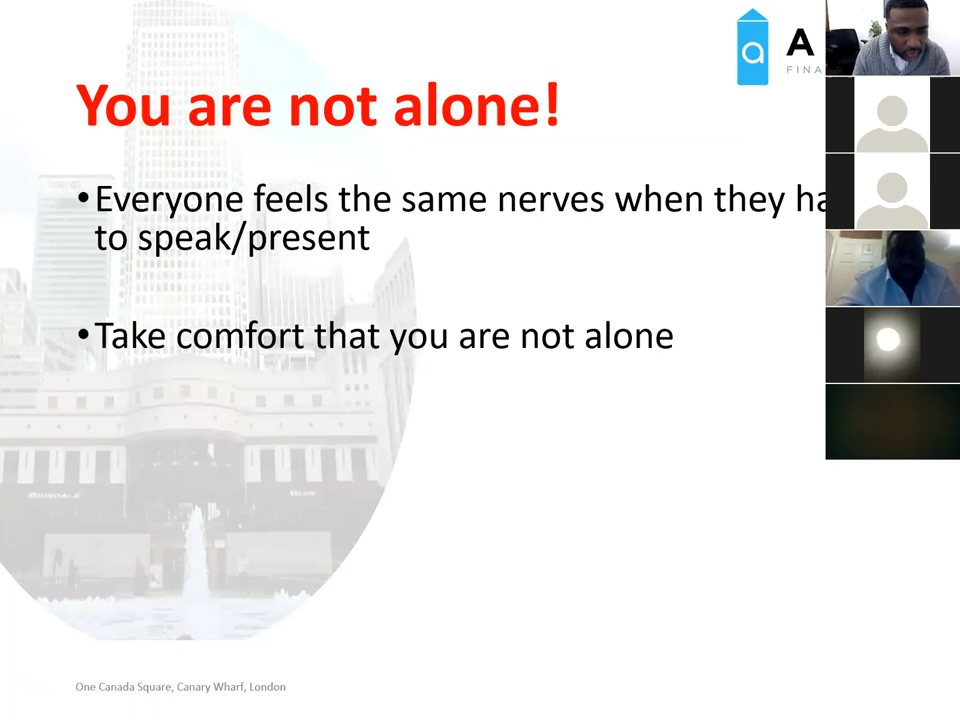 A
FINA
You are not alone!
•Everyone feels the same nerves when they ha
to speak/present
•Take comfort that you are not alone
BOISDALE
One Canada Square, Canary Wharf, London